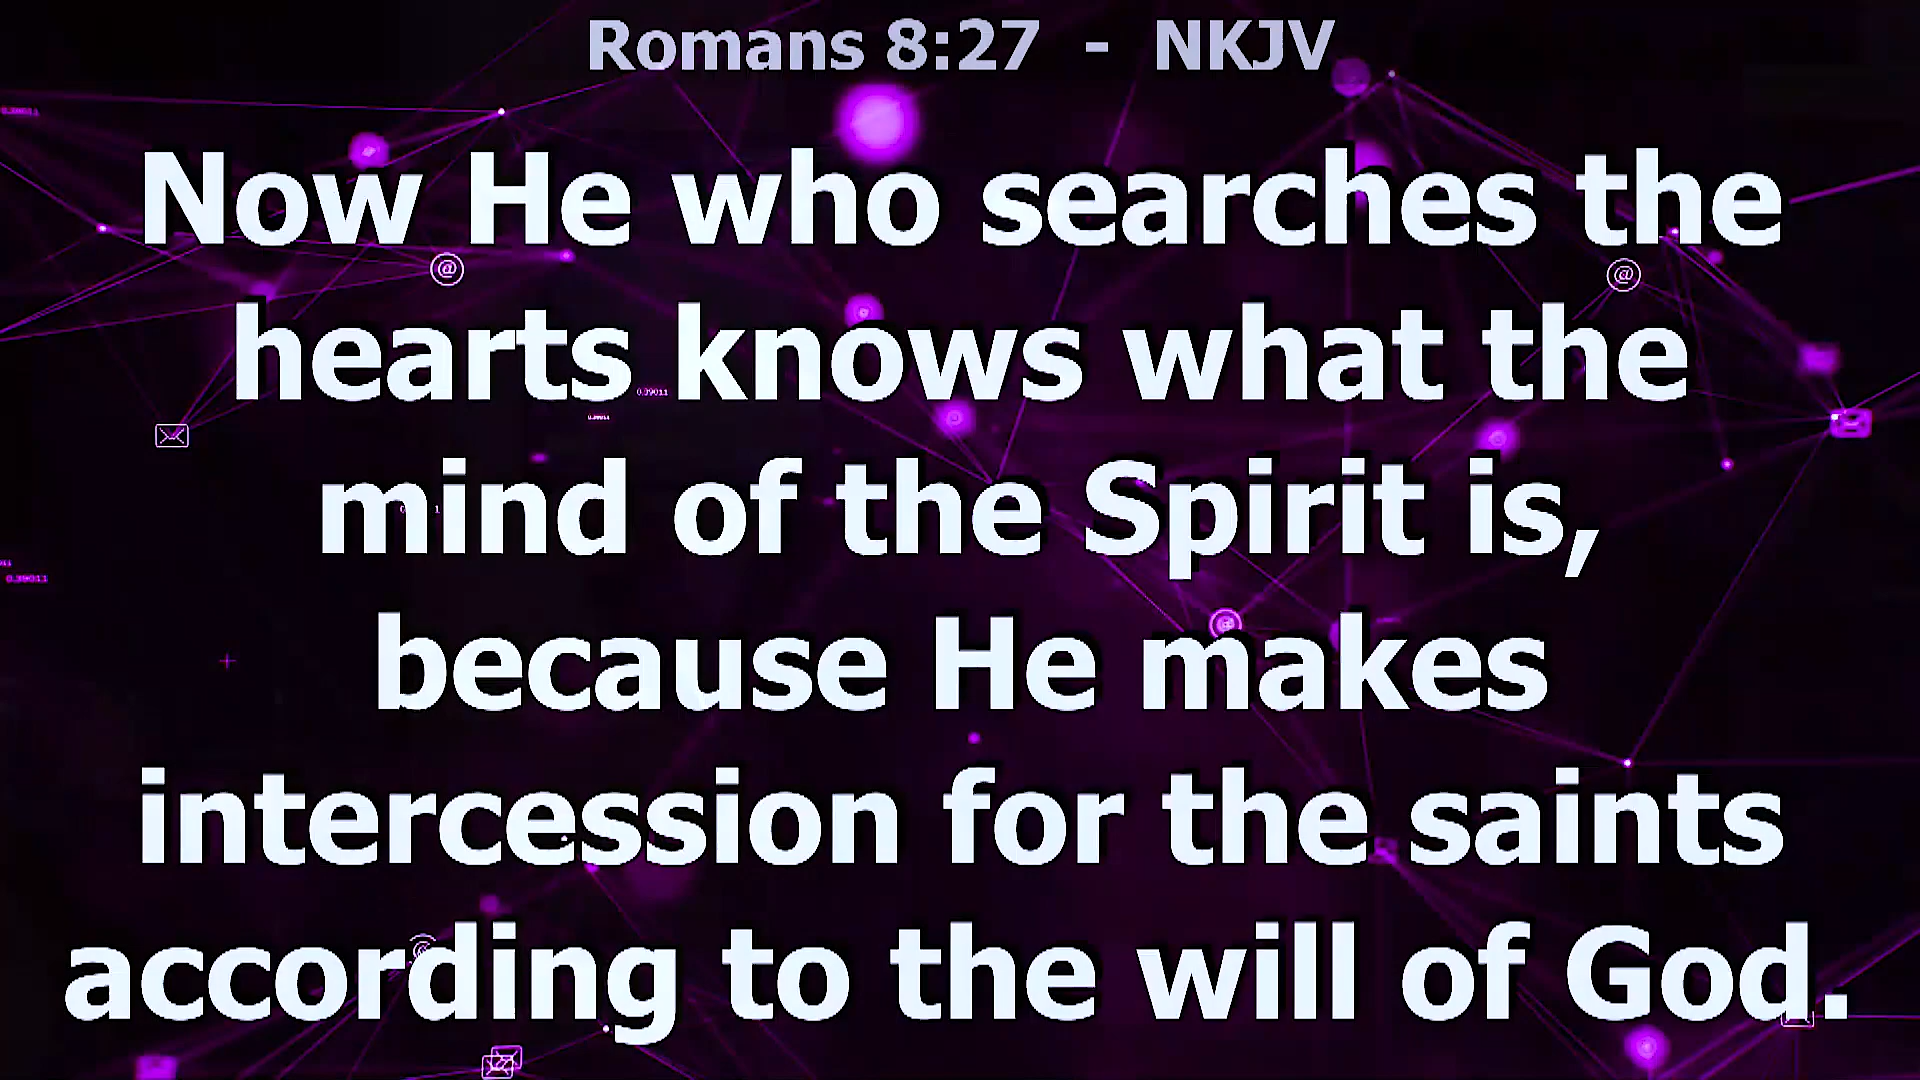 Romans 8:27 - NKJV
Now He who searches the
hearts knows what the
mind of the Spirit is,
because He makes
intercession for the saints
according to the will of God.